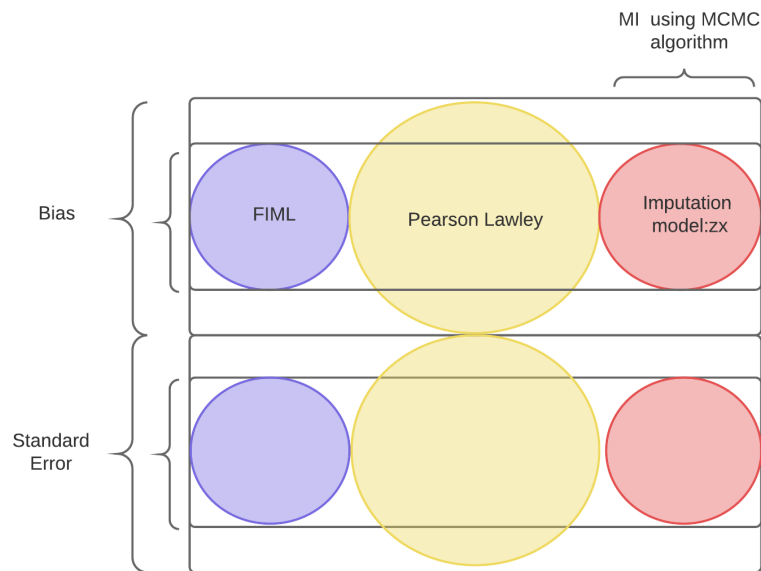 MI using MCMC
algorithm
Bias
FIML
Pearson Lawley
Imputation
model:zx
Standard
Error